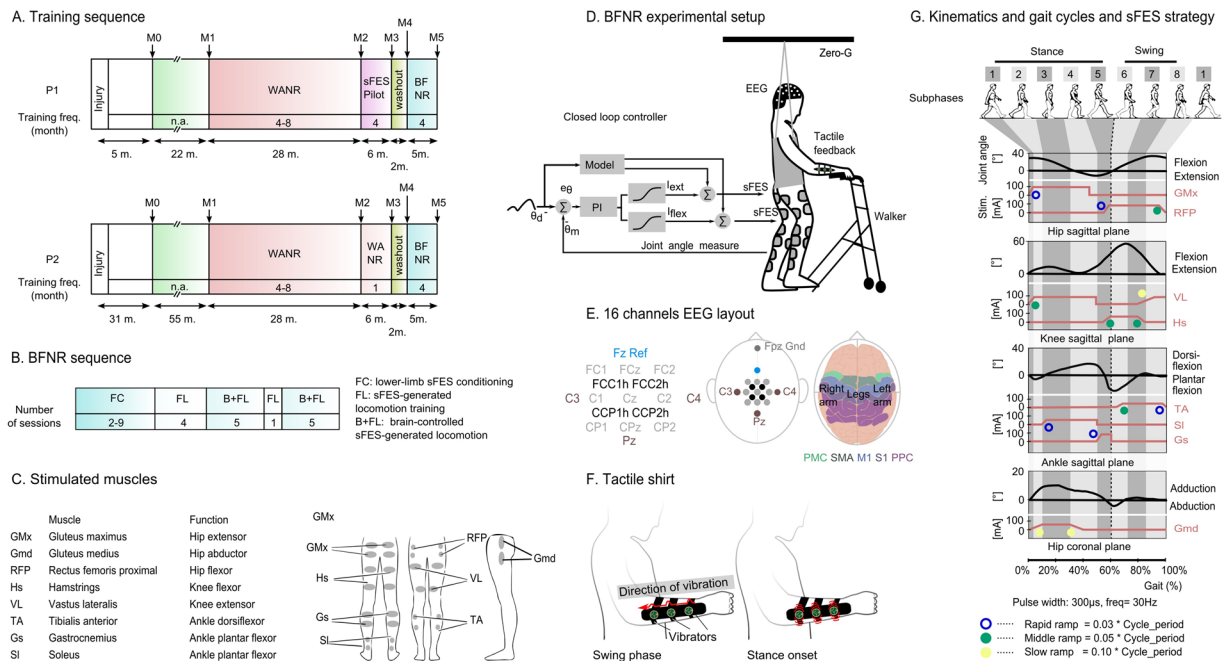 A. Training sequence
M0 M1 M2 M3 M4 M5
P1
Injury
WANR
sFES Pilot
washout
BF NR
Training freq. (month)
n.a. 4-8 4 4
5 m. 22 m. 28 m. 6 m. 2m. 5m.
M0 M1 M2 M3 M4 M5
P2
Injury
WANR
WA NR
washout
BF NR
Training freq. (month)
n.a. 4-8 1 4
31 m. 55 m. 28 m. 6 m. 2m. 5m.
B. BFNR sequence
FC FL B+FL FL B+FL
Number of sessions
2-9 4 5 1 5
FC: lower-limb sFES conditioning
FL: sFES-generated
locomotion training
B+FL: brain-controlled
sFES-generated locomotion
C. Stimulated muscles
Muscle Function
GMx Gluteus maximus Hip extensor
Gmd Gluteus medius Hip abductor
RFP Rectus femoris proximal Hip flexor
Hs Hamstrings Knee flexor
VL Vastus lateralis Knee extensor
TA Tibialis anterior Ankle dorsiflexor
Gs Gastrocnemius Ankle plantar flexor
Sl Soleus Ankle plantar flexor
GMx
GMx
Hs
Gs
Sl
RFP
VL
TA
Gmd
D. BFNR experimental setup
Zero-G
EEG
Closed loop controller
Tactile
feedback
Model
eθ
θd
θm
Σ
PI
Iext
Iflex
Σ
Σ
sFES
sFES
Walker
Joint angle measure
E. 16 channels EEG layout
Fz Ref
FC1 FCz FC2
FCC1h FCC2h
C3 C1 Cz C2 C4
CCP1h CCP2h
CP1 CPz CP2
Pz
Fpz Gnd
C3 C4
Pz
Right
arm
Legs
Left
arm
PMC SMA M1 S1 PPC
F. Tactile shirt
Direction of vibration
Vibrators
Swing phase
Stance onset
G. Kinematics and gait cycles and sFES strategy
Stance Swing
1 2 3 4 5 6 7 8 1
Subphases
Joint angle
[°]
40
0
Flexion
Extension
Stim.
[mA]
100
0
100
0
GMx
RFP
Hip sagittal plane
60
[°]
0
Flexion
Extension
[mA]
100
0
100
0
VL
Hs
Knee sagittal plane
40
[°]
0
Dorsi-
flexion
Plantar
flexion
[mA]
100
0
100
0
TA
Sl
Gs
Ankle sagittal plane
20
[°]
0
Adduction
Abduction
[mA]
100
0
Gmd
Hip coronal plane
0% 20% 40% 60% 80% 100%
Gait (%)
Pulse width: 300µs, freq= 30Hz
Rapid ramp = 0.03 * Cycle_period
Middle ramp = 0.05 * Cycle_period
Slow ramp = 0.10 * Cycle_period